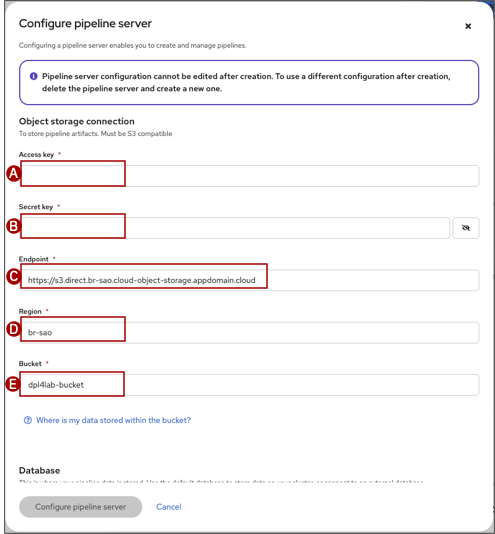 Configure pipeline server
Configuring a pipeline server enables you to create and manage pipelines.
Pipeline server configuration cannot be edited after creation. To use a different configuration after creation,
delete the pipeline server and create a new one.
Object storage connection
To store pipeline artifacts. Must be S3 compatible
Access key *
A
Secret key *
B
Endpoint *
C https://s3.direct.br-sao.cloud-object-storage.appdomain.cloud
Region *
D br-sao
Bucket *
E dpl4lab-bucket
Where is my data stored within the bucket?
Database
Configure pipeline server Cancel